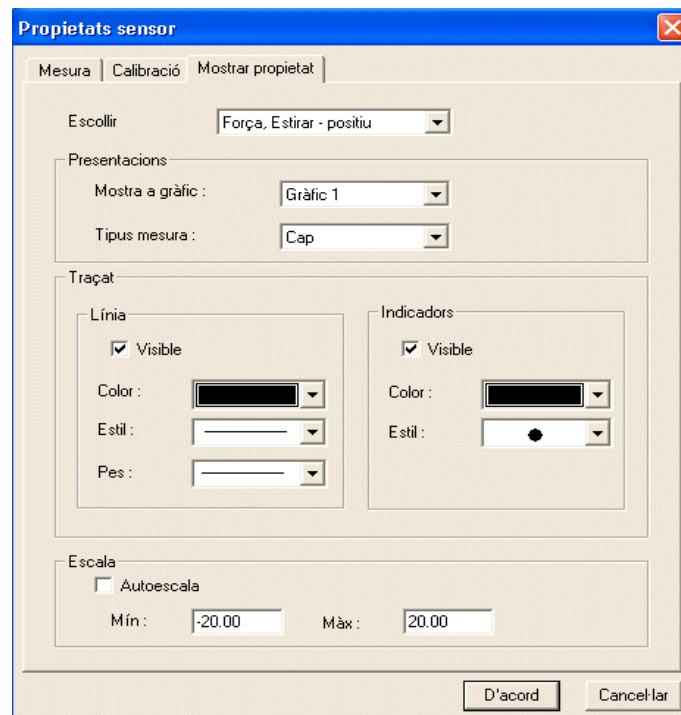 Propietats sensor
Mesura Calibració Mostrar propietat
Escollir Força, Estirar - positiu
Presentacions
Mostra a gràfic : Gràfic 1
Tipus mesura : Cap
Traçat
Línia
Visible
Color :
Estil :
Pes :
Indicadors
Visible
Color :
Estil :
Escala
Autoescala
Mín : -20.00 Màx : 20.00
D'acord Cancel·lar